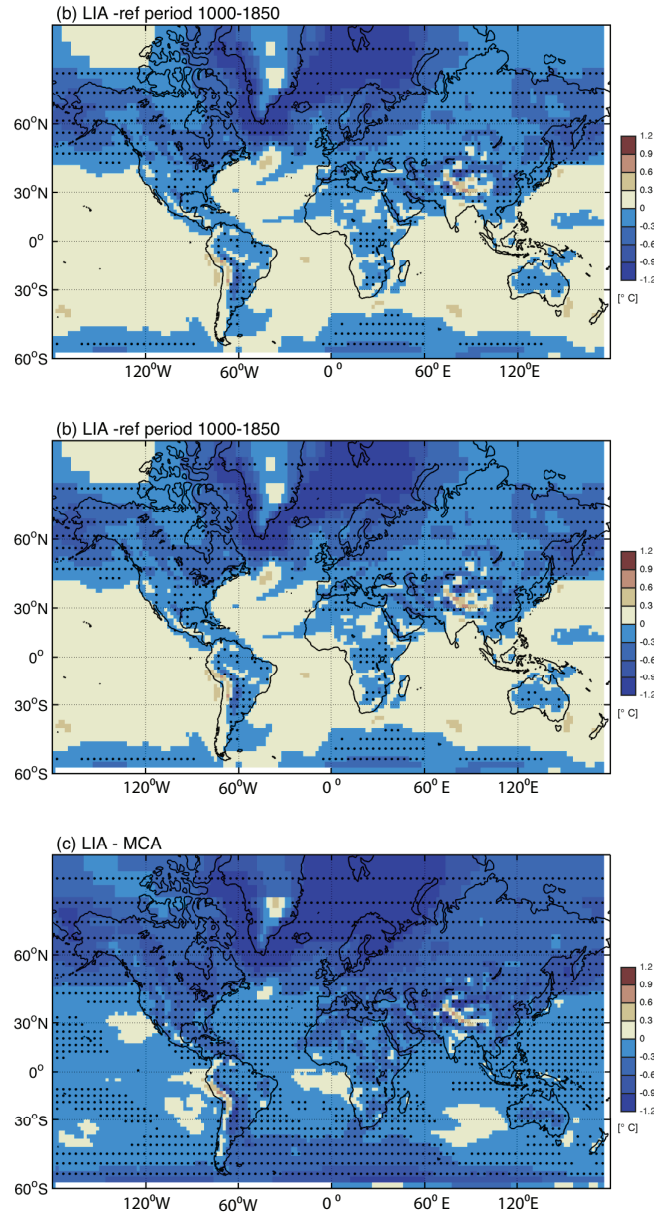 (b) LIA -ref period 1000-1850
60°N
30°N
0°
30°S
60°S
120°W
60°W
0°
60°E
120°E
1.2
0.9
0.6
0.3
0
-0.3
-0.6
-0.9
-1.2
[° C]
(b) LIA -ref period 1000-1850
60°N
30°N
0°
30°S
60°S
120°W
60°W
0°
60°E
120°E
1.2
0.9
0.6
0.3
0
-0.3
-0.6
-0.9
-1.2
[° C]
(c) LIA - MCA
60°N
30°N
0°
30°S
60°S
120°W
60°W
0°
60°E
120°E
1.2
0.9
0.6
0.3
0
-0.3
-0.6
-0.9
-1.2
[° C]